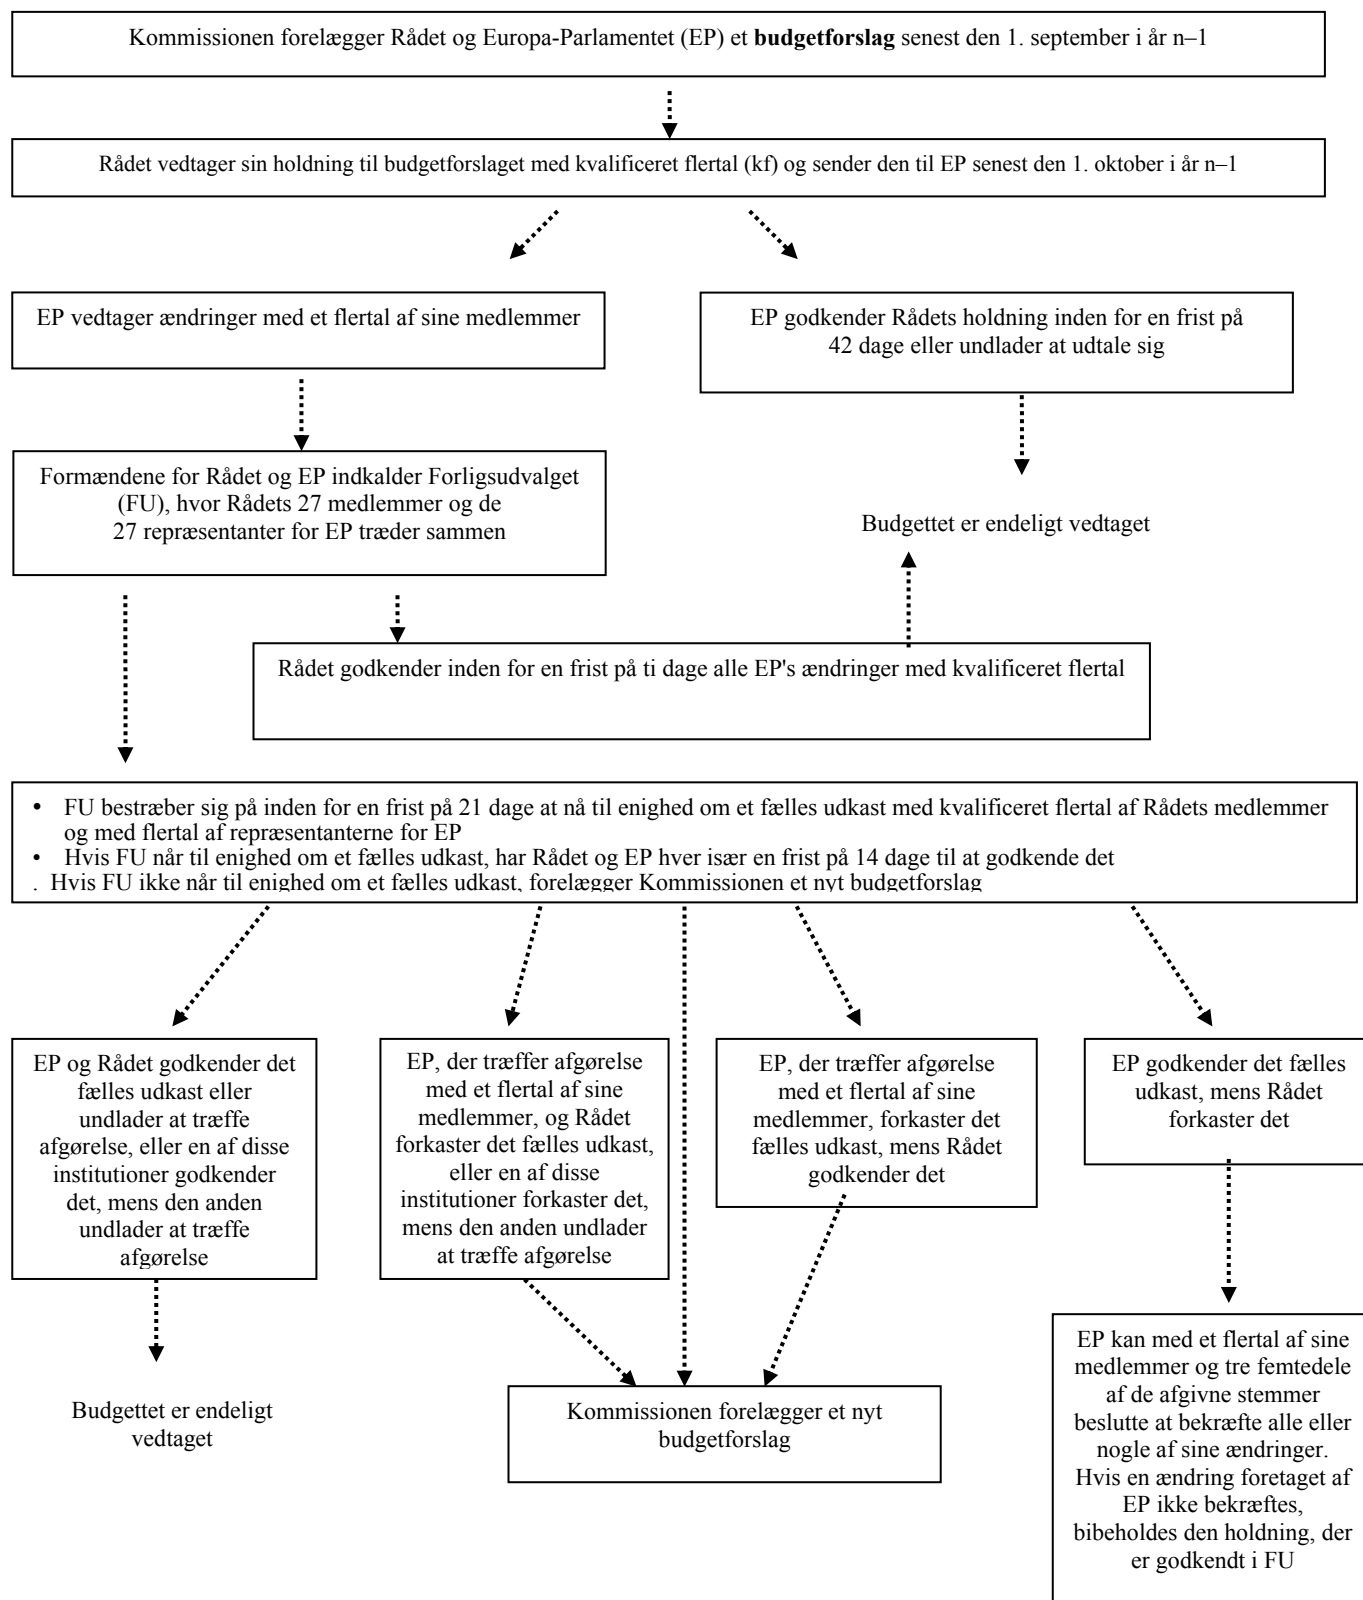 Kommissionen forelægger Rådet og Europa-Parlamentet (EP) et budgetforslag senest den 1. september i år n–1
Rådet vedtager sin holdning til budgetforslaget med kvalificeret flertal (kf) og sender den til EP senest den 1. oktober i år n–1
EP vedtager ændringer med et flertal af sine medlemmer
EP godkender Rådets holdning inden for en frist på
42 dage eller undlader at udtale sig
Formændene for Rådet og EP indkalder Forligsudvalget
(FU), hvor Rådets 27 medlemmer og de
27 repræsentanter for EP træder sammen
Budgettet er endeligt vedtaget
Rådet godkender inden for en frist på ti dage alle EP's ændringer med kvalificeret flertal
• FU bestræber sig på inden for en frist på 21 dage at nå til enighed om et fælles udkast med kvalificeret flertal af Rådets medlemmer
og med flertal af repræsentanterne for EP
• Hvis FU når til enighed om et fælles udkast, har Rådet og EP hver især en frist på 14 dage til at godkende det
. Hvis FU ikke når til enighed om et fælles udkast, forelægger Kommissionen et nyt budgetforslag
EP og Rådet godkender det
fælles udkast eller
undlader at træffe
afgørelse, eller en af disse
institutioner godkender
det, mens den anden
undlader at træffe
afgørelse
EP, der træffer afgørelse
med et flertal af sine
medlemmer, og Rådet
forkaster det fælles udkast,
eller en af disse
institutioner forkaster det,
mens den anden undlader
at træffe afgørelse
EP, der træffer afgørelse
med et flertal af sine
medlemmer, forkaster det
fælles udkast, mens Rådet
godkender det
EP godkender det fælles
udkast, mens Rådet
forkaster det
Budgettet er endeligt
vedtaget
Kommissionen forelægger et nyt
budgetforslag
EP kan med et flertal af sine
medlemmer og tre femtedele
af de afgivne stemmer
beslutte at bekræfte alle eller
nogle af sine ændringer.
Hvis en ændring foretaget af
EP ikke bekræftes,
bibeholdes den holdning, der
er godkendt i FU